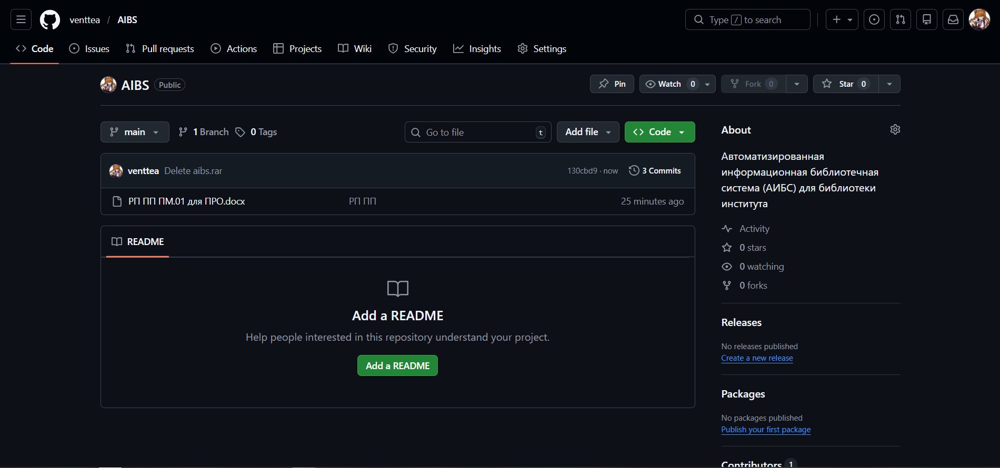 venttea / AIBS
Type / to search
Code Issues Pull requests Actions Projects Wiki Security Insights Settings
AIBS Public
Pin Watch 0 Fork 0 Star 0
main 1 Branch 0 Tags Go to file t Add file Code
venttea Delete aibs.rar 130cbd9 · now 3 Commits
РП ПП ПМ.01 для ПРО.docx РП ПП 25 minutes ago
README
Add a README
Help people interested in this repository understand your project.
Add a README
About
Автоматизированная
информационная библиотечная
система (АИБС) для библиотеки
института
Activity
0 stars
0 watching
0 forks
Releases
No releases published
Create a new release
Packages
No packages published
Publish your first package
Contributors 1